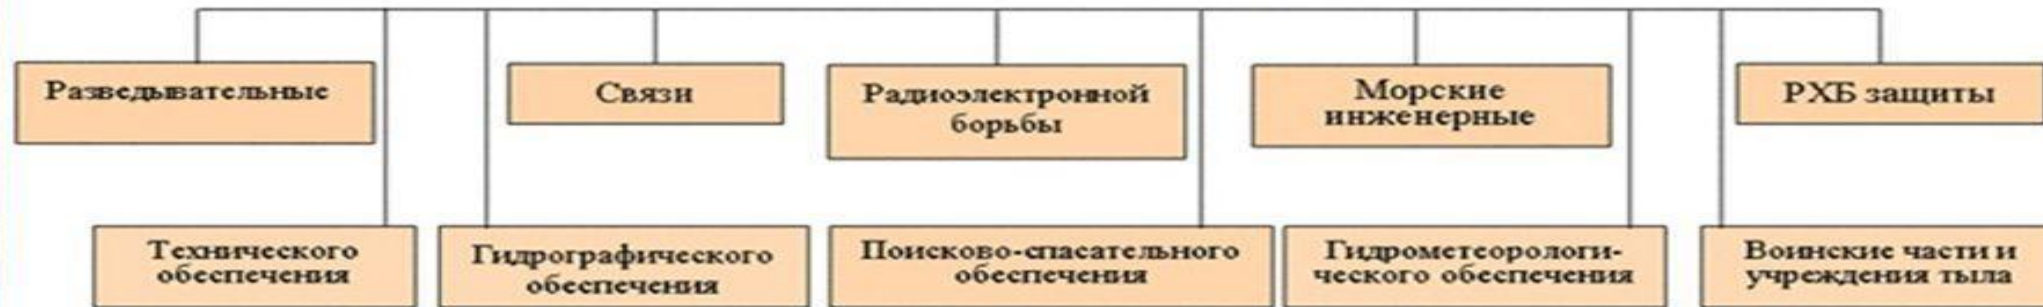 Разведывательные
Связи
Радиоэлектронной
борьбы
Морские
инженерные
РХБ защиты
Технического
обеспечения
Гидрографического
обеспечения
Поисково-спасательного
обеспечения
Гидрометеорологи-
ческого обеспечения
Воинские части и
учреждения тыла